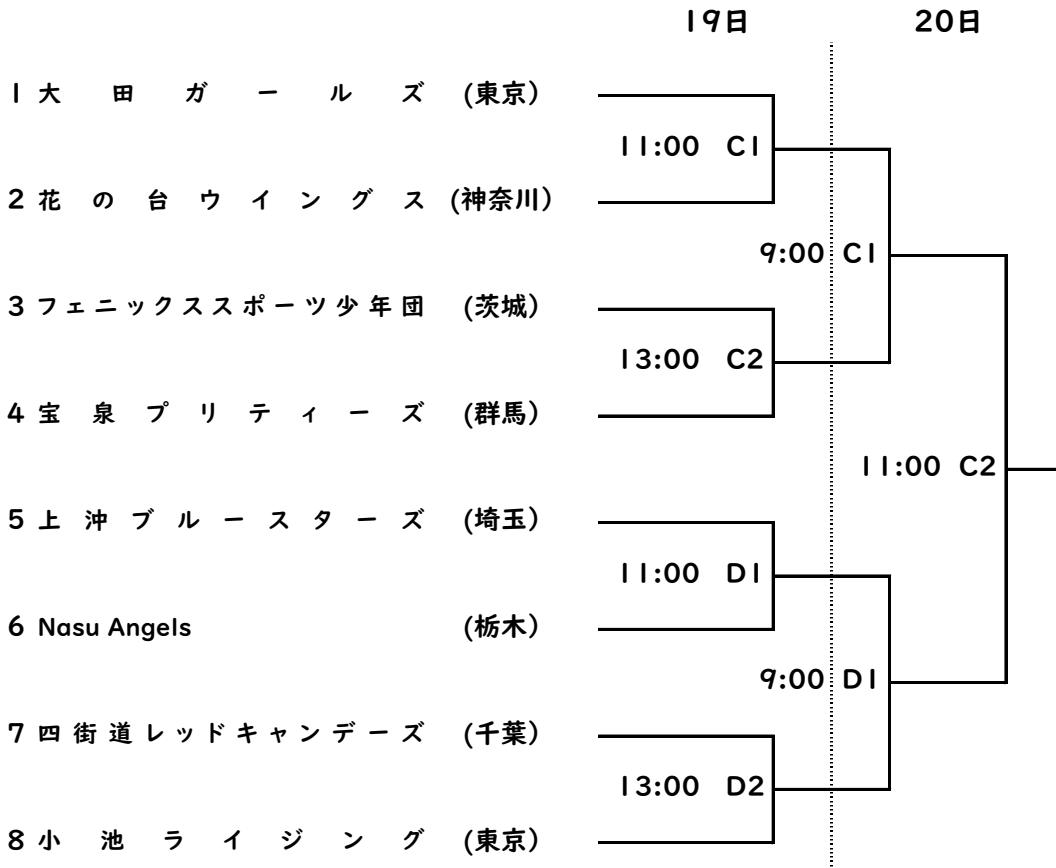 19日 20日
1 大田ガールズ (東京)
11:00 C1
2 花の台ウイングス (神奈川)
9:00 C1
3 フェニックススポーツ少年団 (茨城)
13:00 C2
4 宝泉プリティーズ (群馬)
11:00 C2
5 上沖ブルースターズ (埼玉)
11:00 D1
6 Nasu Angels (栃木)
9:00 D1
7 四街道レッドキャンデーズ (千葉)
13:00 D2
8 小池ライジング (東京)